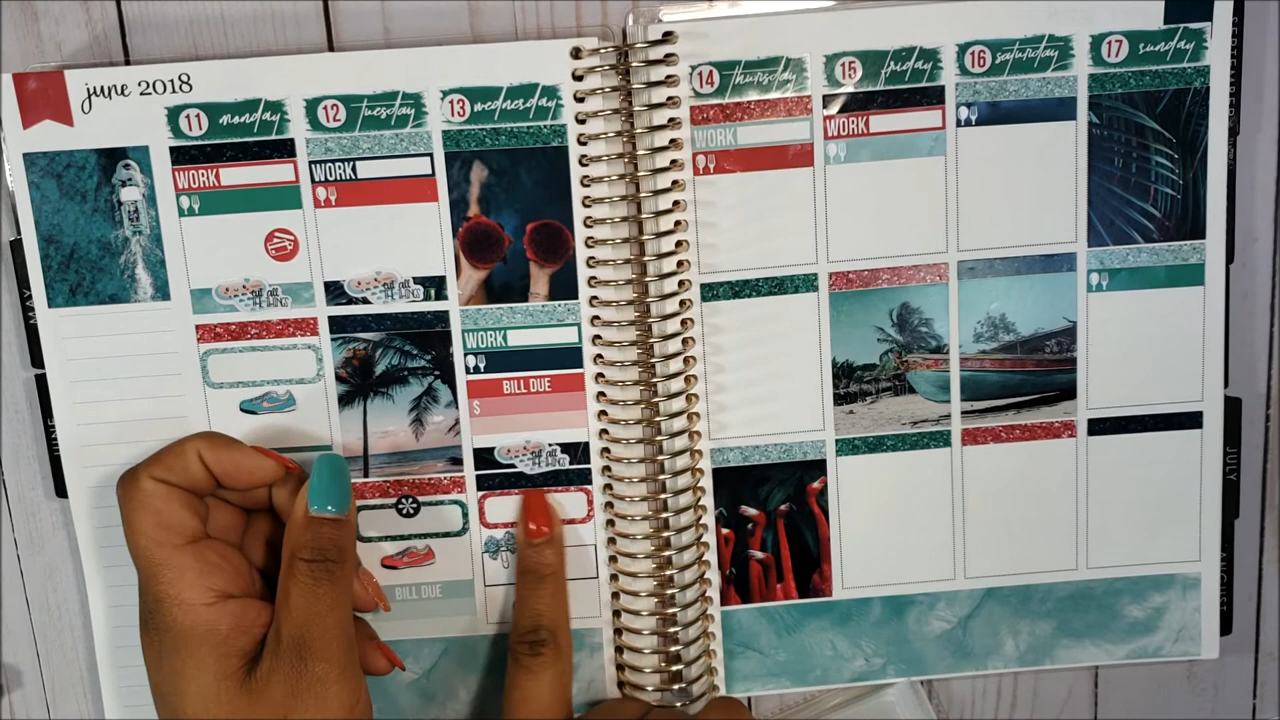 june 2018
11 monday
12 tuesday
13 wednesday
14 thursday
15 friday
16 saturday
17 sunday
WORK
WORK
WORK
WORK
WORK
BILL DUE
$
BILL DUE
MAY
JUNE
JULY
AUGUST
SEPTEMBER